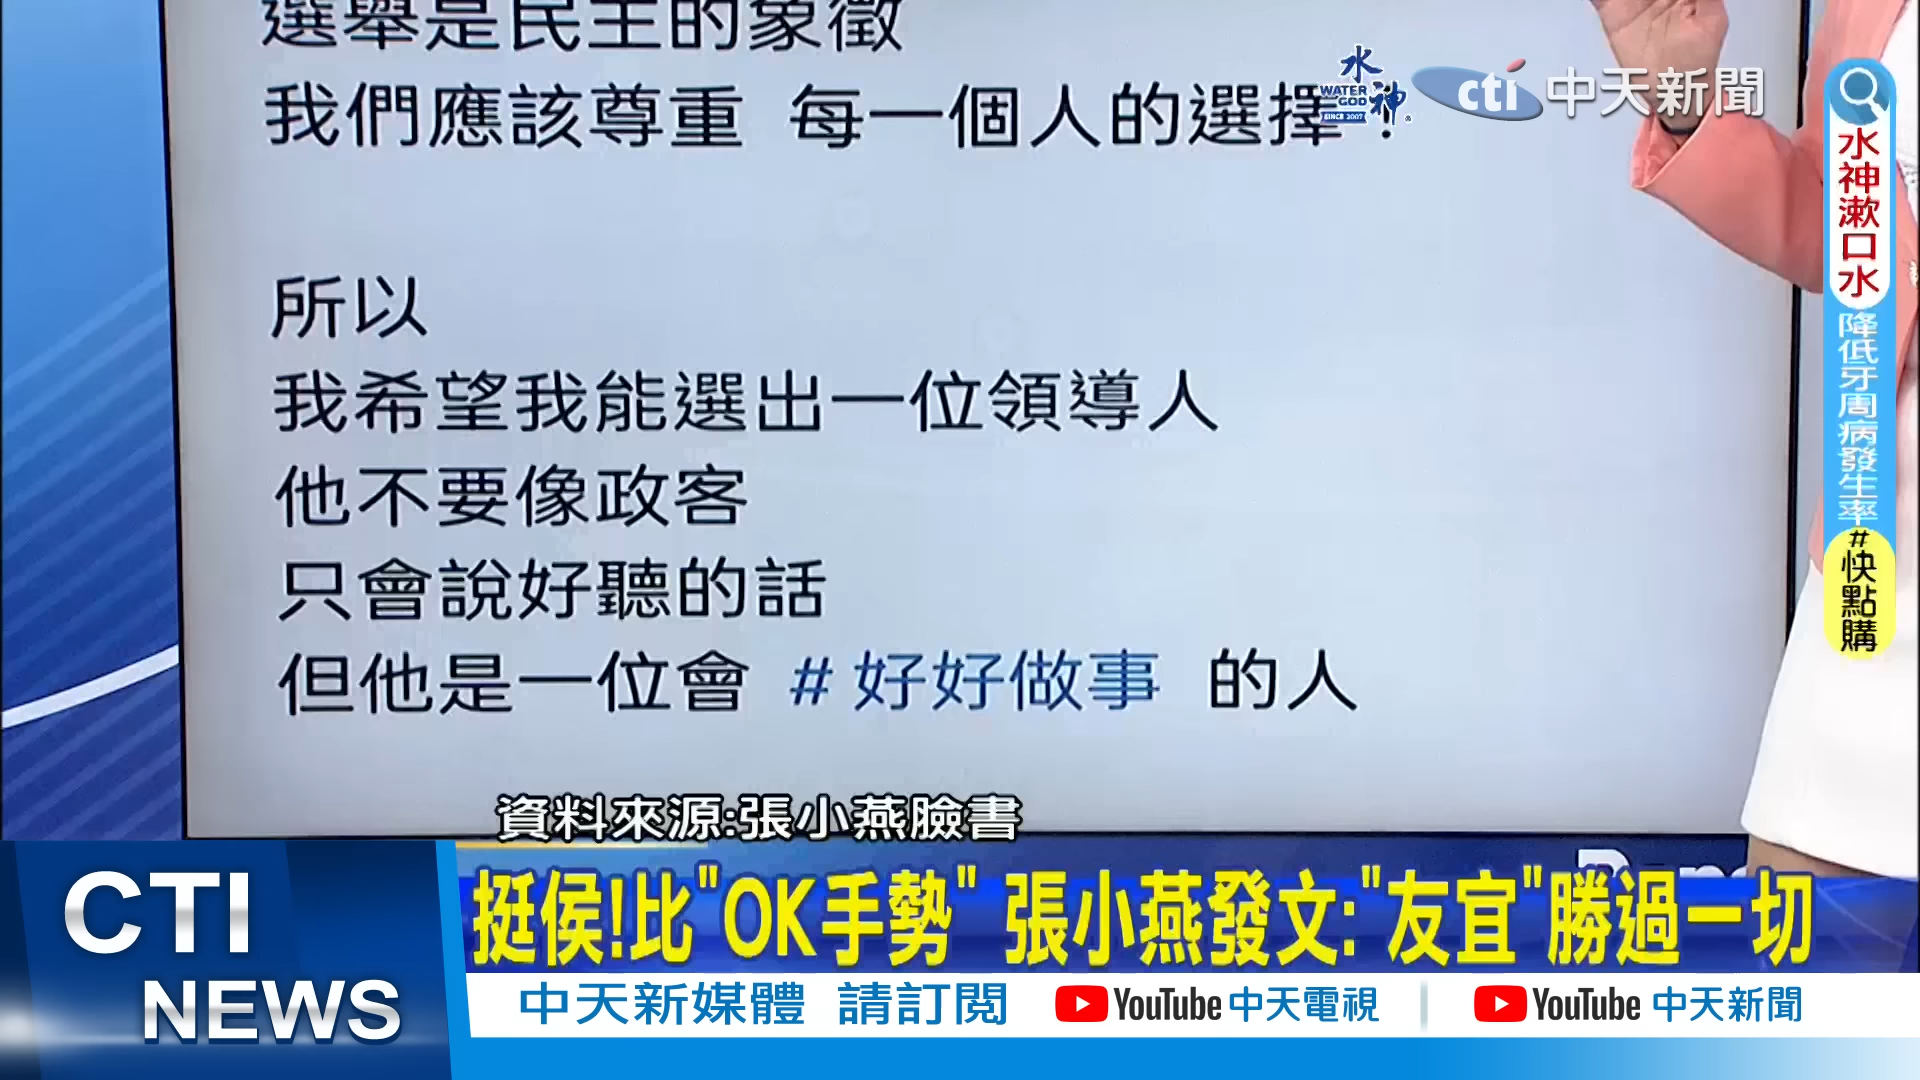 選舉是民主的象徵
我們應該尊重 每一個人的選擇！
所以
我希望我能選出一位領導人
他不要像政客
只會說好聽的話
但他是一位會 #好好做事 的人
水神
WATER GOD
SINCE 2007
cti 中天新聞
水神漱口水
降低牙周病發生率
#快點購
資料來源:張小燕臉書
挺侯!比"OK手勢" 張小燕發文:"友宜"勝過一切
CTI NEWS
中天新媒體 請訂閱 YouTube 中天電視 | YouTube 中天新聞